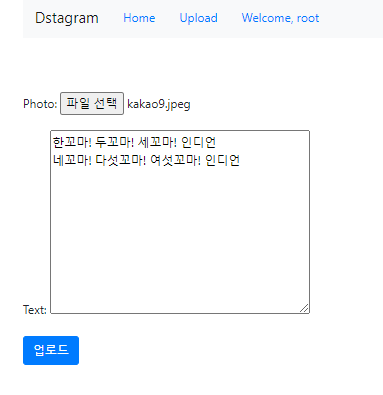 Dstagram Home Upload Welcome, root
Photo: 파일 선택 kakao9.jpeg
한꼬마! 두꼬마! 세꼬마! 인디언
네꼬마! 다섯꼬마! 여섯꼬마! 인디언
Text:
업로드